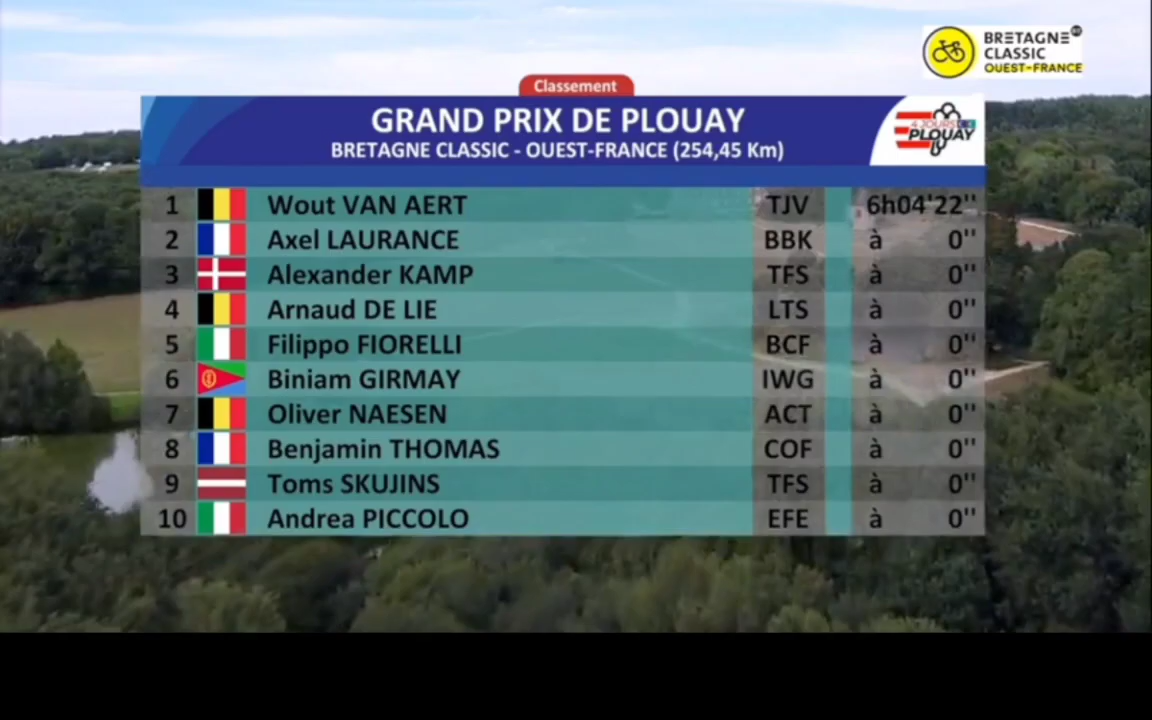 BRETAGNE
CLASSIC
OUEST-FRANCE
Classement
GRAND PRIX DE PLOUAY
BRETAGNE CLASSIC - OUEST-FRANCE (254,45 Km)
4 JOURS
PLOUAY
1 Wout VAN AERT TJV 6h04'22''
2 Axel LAURANCE BBK à 0''
3 Alexander KAMP TFS à 0''
4 Arnaud DE LIE LTS à 0''
5 Filippo FIORELLI BCF à 0''
6 Biniam GIRMAY IWG à 0''
7 Oliver NAESEN ACT à 0''
8 Benjamin THOMAS COF à 0''
9 Toms SKUJINS TFS à 0''
10 Andrea PICCOLO EFE à 0''